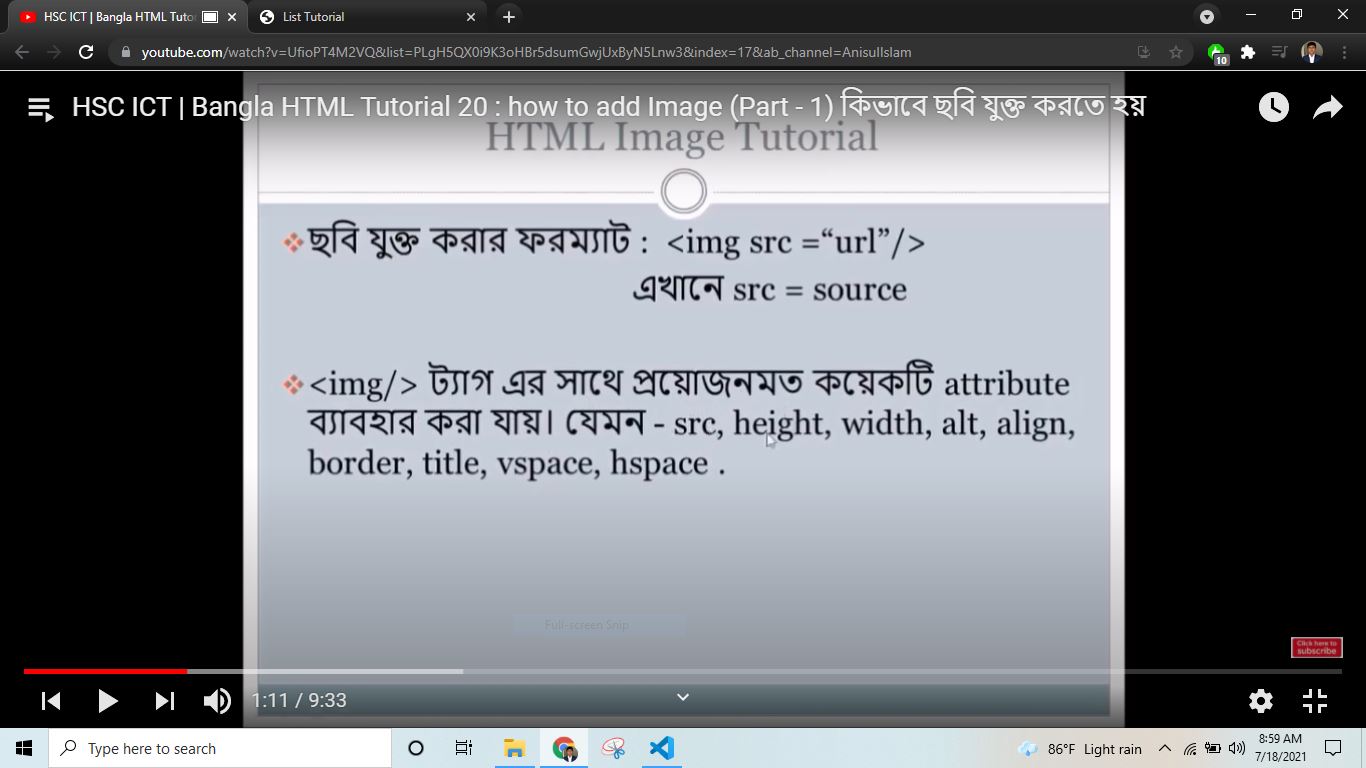 HSC ICT | Bangla HTML Tuto
List Tutorial
youtube.com/watch?v=UfioPT4M2VQ&list=PLgH5QX0i9K3oHBr5dsumGwjUxByN5Lnw3&index=17&ab_channel=AnisulIslam
10
HSC ICT | Bangla HTML Tutorial 20 : how to add Image (Part - 1) কিভাবে ছবি যুক্ত করতে হয়
HTML Image Tutorial
❖ ছবি যুক্ত করার ফরম্যাট : <img src =“url”/>
এখানে src = source
❖ <img/> ট্যাগ এর সাথে প্রয়োজনমত কয়েকটি attribute
ব্যাবহার করা যায়। যেমন - src, height, width, alt, align,
border, title, vspace, hspace .
Full-screen Snip
Click here to
subscribe
1:11 / 9:33
Type here to search
86°F Light rain
8:59 AM
7/18/2021